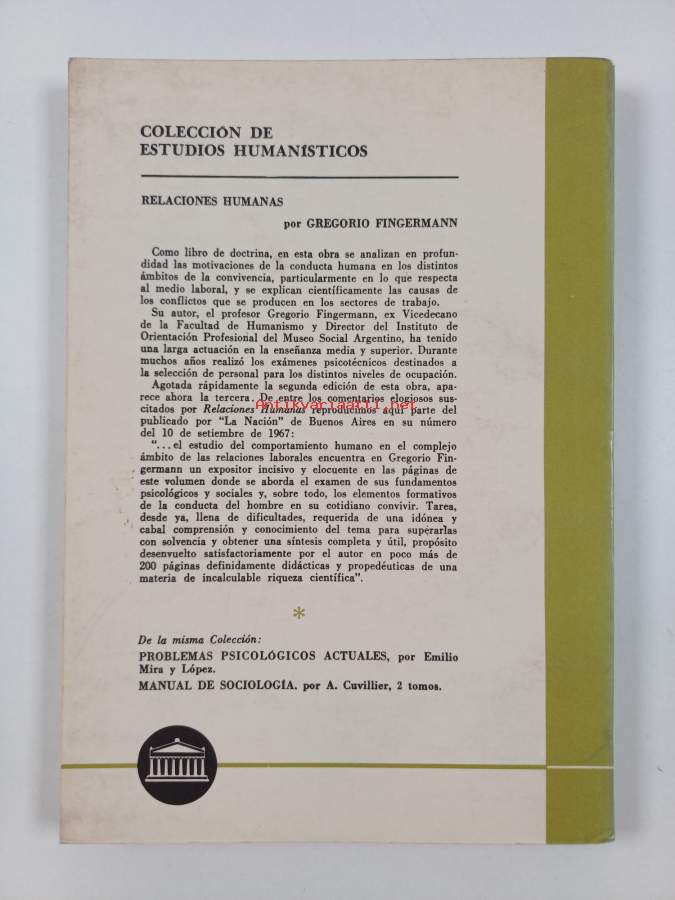 COLECCIÓN DE
ESTUDIOS HUMANÍSTICOS
RELACIONES HUMANAS
por GREGORIO FINGERMANN
Como libro de doctrina, en esta obra se analizan en profun-
didad las motivaciones de la conducta humana en los distintos
ámbitos de la convivencia, particularmente en lo que respecta
al medio laboral, y se explican científicamente las causas de
los conflictos que se producen en los sectores de trabajo.
Su autor, el profesor Gregorio Fingermann, ex Vicedecano
de la Facultad de Humanismo y Director del Instituto de
Orientación Profesional del Museo Social Argentino, ha tenido
una larga actuación en la enseñanza media y superior. Durante
muchos años realizó los exámenes psicotécnicos destinados a
la selección de personal para los distintos niveles de ocupación.
Agotada rápidamente la segunda edición de esta obra, apa-
rece ahora la tercera. De entre los comentarios elogiosos sus-
citados por Relaciones Humanas reproducimos aquí parte del
Antikvariaatti.net
publicado por "La Nación" de Buenos Aires en su número
del 10 de setiembre de 1967:
"...el estudio del comportamiento humano en el complejo
ámbito de las relaciones laborales encuentra en Gregorio Fin-
germann un expositor incisivo y elocuente en las páginas de
este volumen donde se aborda el examen de sus fundamentos
psicológicos y sociales y, sobre todo, los elementos formativos
de la conducta del hombre en su cotidiano convivir. Tarea,
desde ya, llena de dificultades, requerida de una idónea y
cabal comprensión y conocimiento del tema para superarlas
con solvencia y obtener una síntesis completa y útil, propósito
desenvuelto satisfactoriamente por el autor en poco más de
200 páginas definidamente didácticas y propedéuticas de una
materia de incalculable riqueza científica".
*
De la misma Colección:
PROBLEMAS PSICOLÓGICOS ACTUALES, por Emilio
Mira y López.
MANUAL DE SOCIOLOGÍA. por A. Cuvillier, 2 tomos.